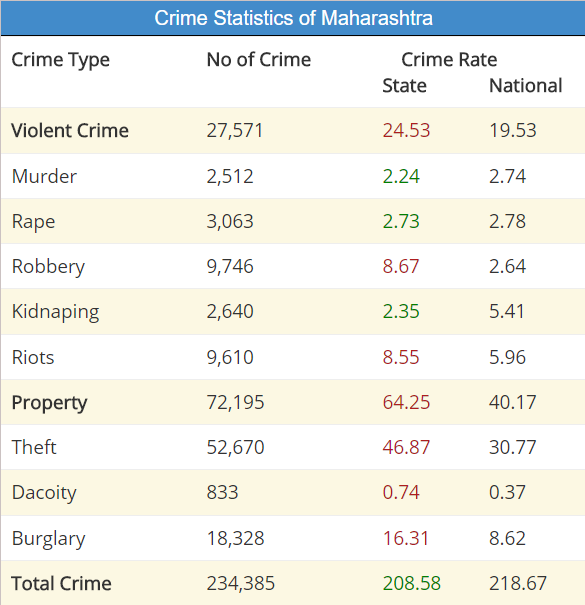 Crime Statistics of Maharashtra
Crime Type No of Crime Crime Rate
State National
Violent Crime 27,571 24.53 19.53
Murder 2,512 2.24 2.74
Rape 3,063 2.73 2.78
Robbery 9,746 8.67 2.64
Kidnaping 2,640 2.35 5.41
Riots 9,610 8.55 5.96
Property 72,195 64.25 40.17
Theft 52,670 46.87 30.77
Dacoity 833 0.74 0.37
Burglary 18,328 16.31 8.62
Total Crime 234,385 208.58 218.67